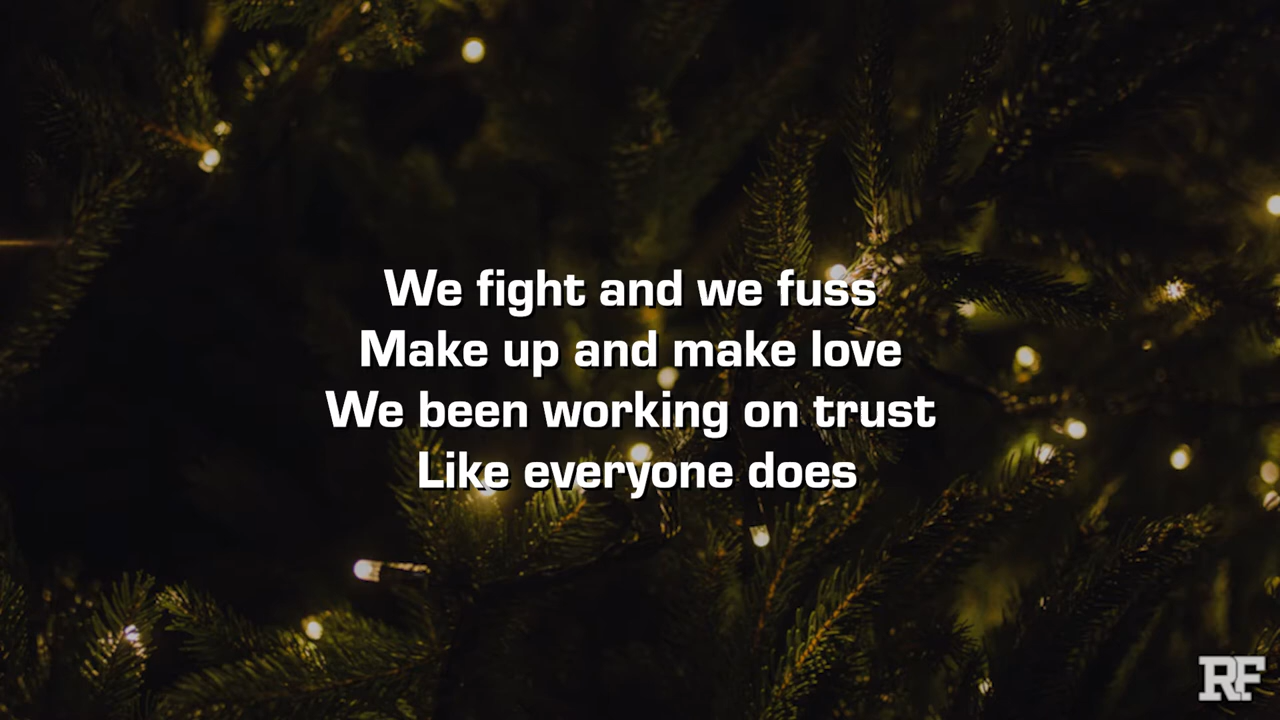 We fight and we fuss
Make up and make love
We been working on trust
Like everyone does
RF